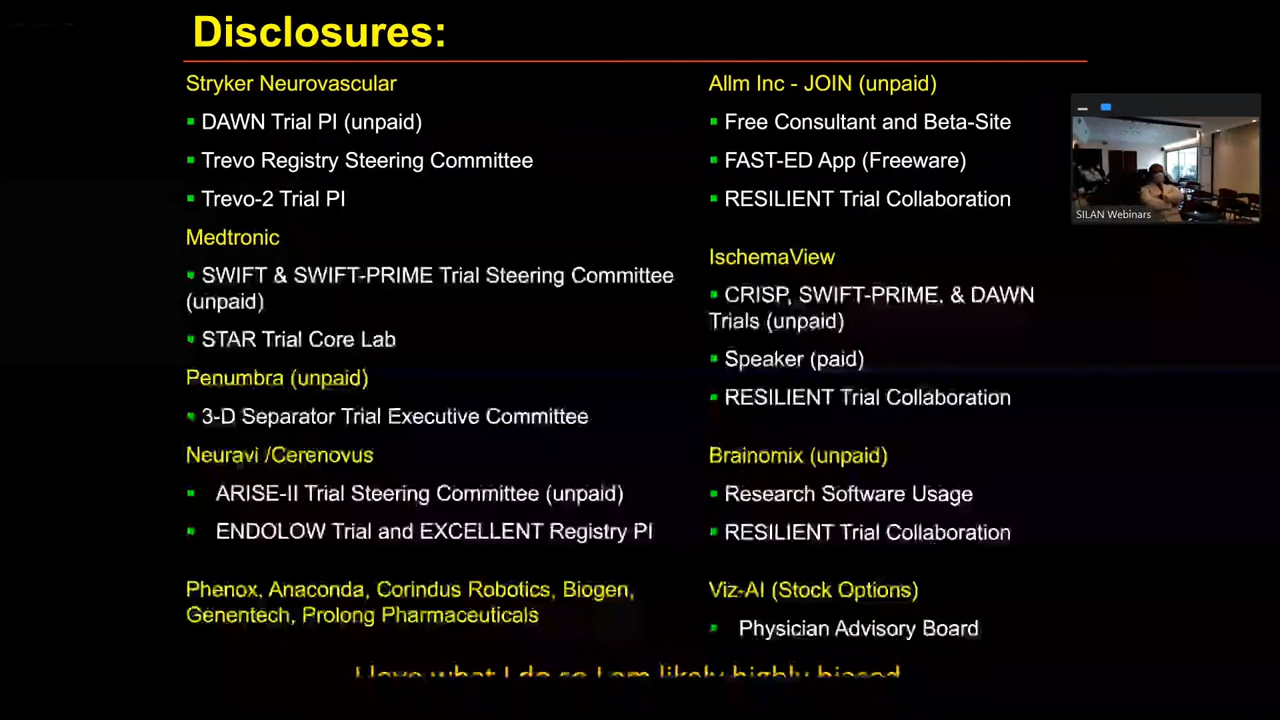 Disclosures:
Stryker Neurovascular
DAWN Trial PI (unpaid)
Trevo Registry Steering Committee
Trevo-2 Trial PI
Medtronic
SWIFT & SWIFT-PRIME Trial Steering Committee
(unpaid)
STAR Trial Core Lab
Penumbra (unpaid)
3-D Separator Trial Executive Committee
Neuravi /Cerenovus
ARISE-II Trial Steering Committee (unpaid)
ENDOLOW Trial and EXCELLENT Registry PI
Phenox, Anaconda, Corindus Robotics, Biogen,
Genentech, Prolong Pharmaceuticals
Allm Inc - JOIN (unpaid)
Free Consultant and Beta-Site
FAST-ED App (Freeware)
RESILIENT Trial Collaboration
IschemaView
CRISP, SWIFT-PRIME, & DAWN
Trials (unpaid)
Speaker (paid)
RESILIENT Trial Collaboration
Brainomix (unpaid)
Research Software Usage
RESILIENT Trial Collaboration
Viz-AI (Stock Options)
Physician Advisory Board
I love what I do so I am likely highly biased
SILAN Webinars